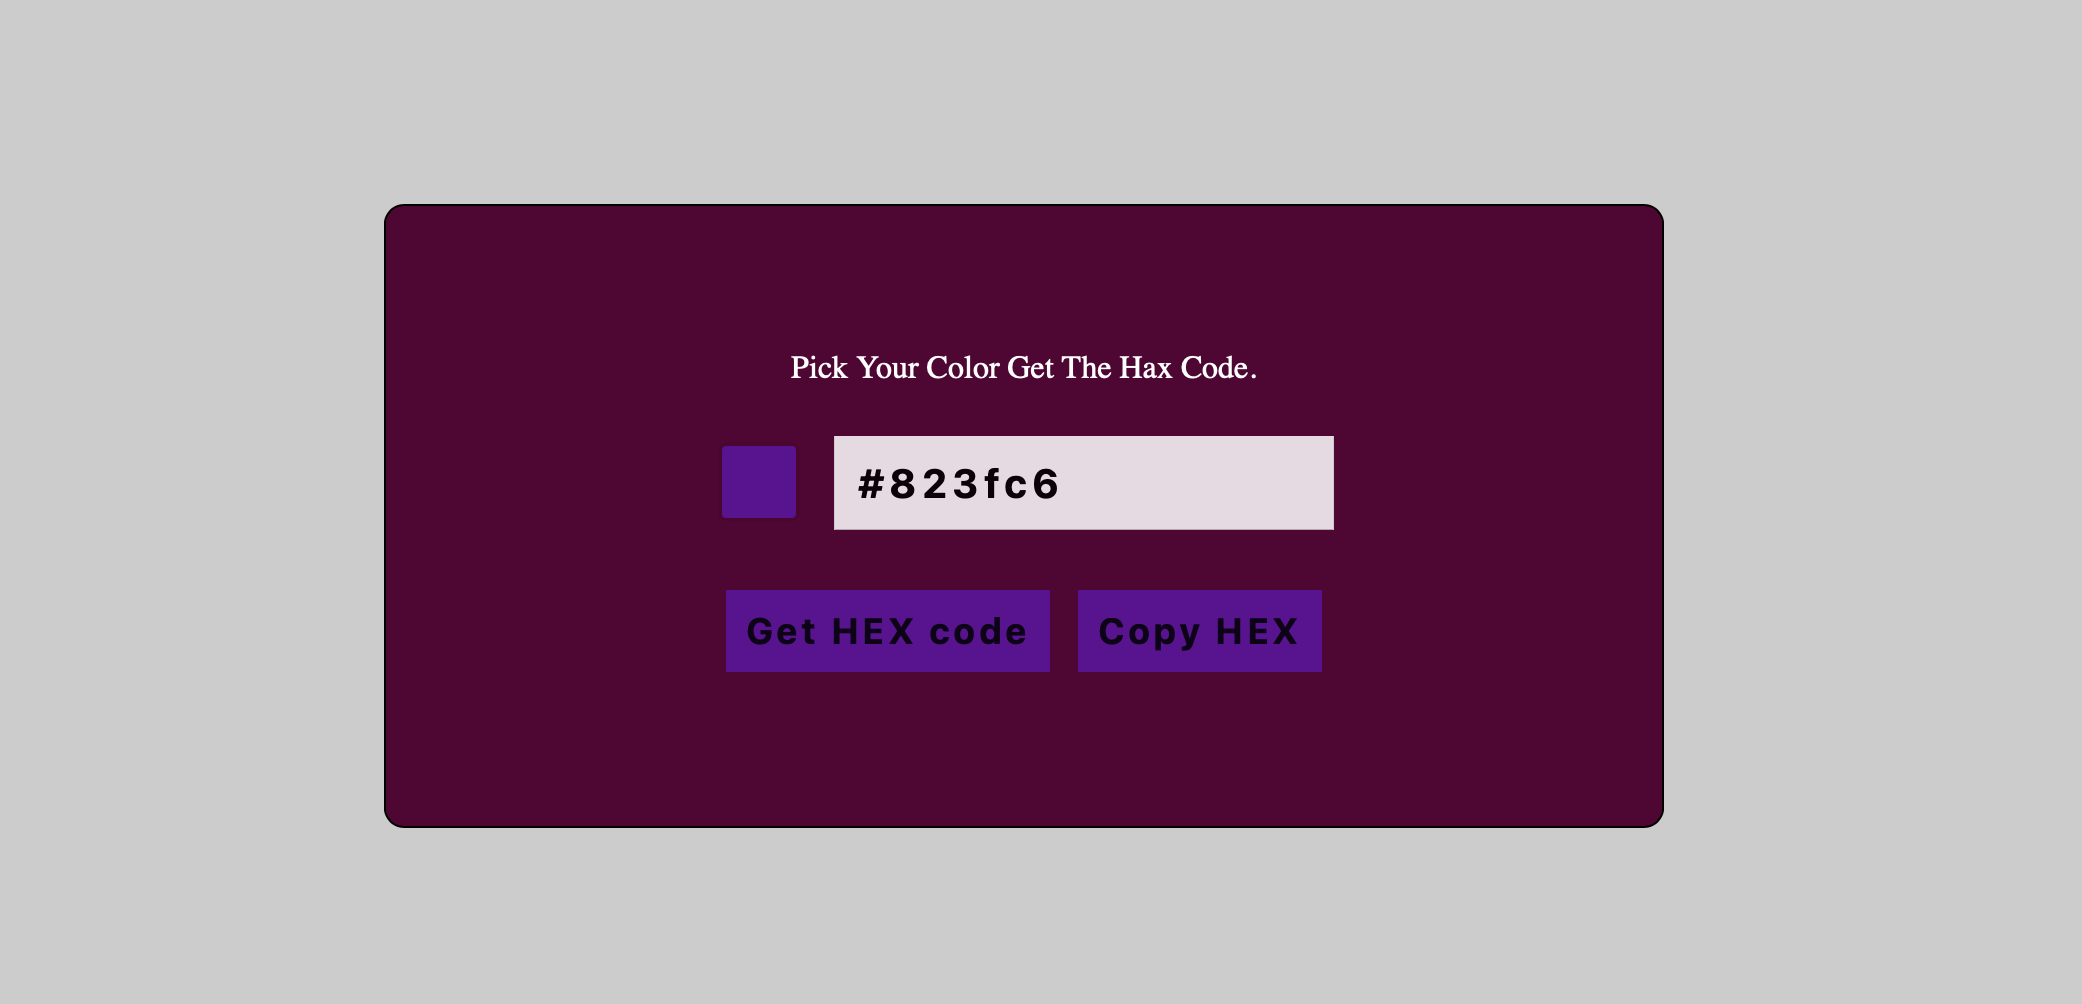 Pick Your Color Get The Hax Code.
#823fc6
Get HEX code
Copy HEX